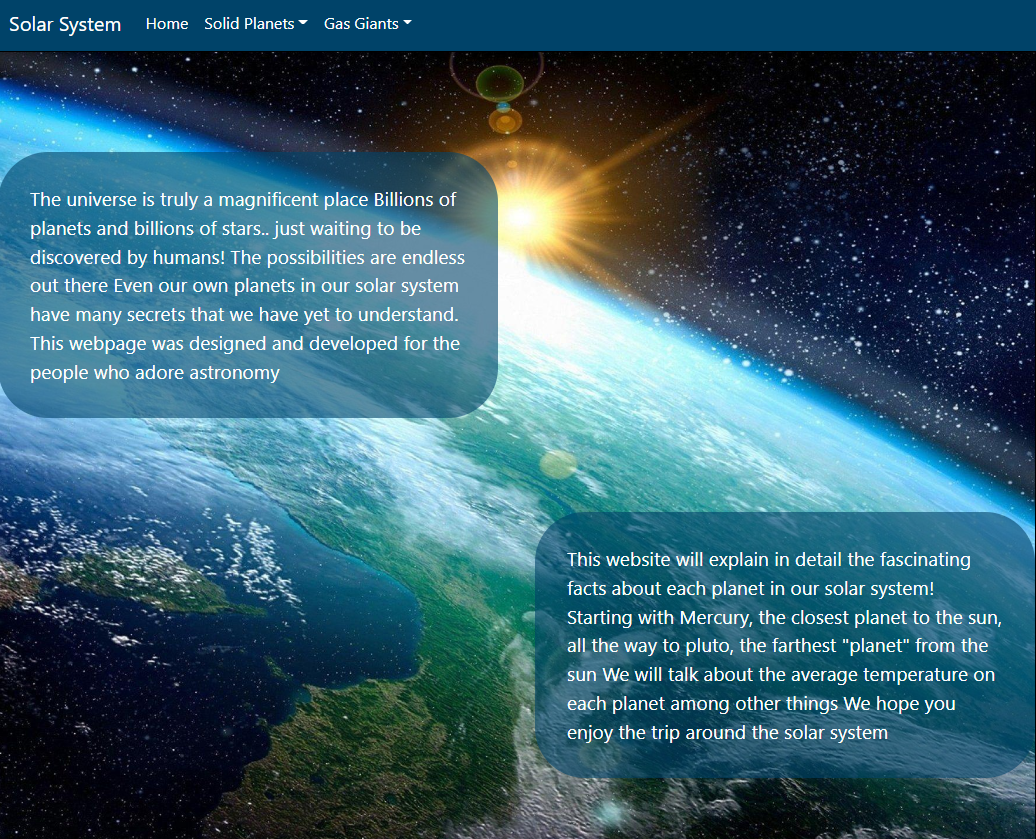 Solar System Home Solid Planets Gas Giants
The universe is truly a magnificent place Billions of
planets and billions of stars.. just waiting to be
discovered by humans! The possibilities are endless
out there Even our own planets in our solar system
have many secrets that we have yet to understand.
This webpage was designed and developed for the
people who adore astronomy
This website will explain in detail the fascinating
facts about each planet in our solar system!
Starting with Mercury, the closest planet to the sun,
all the way to pluto, the farthest "planet" from the
sun We will talk about the average temperature on
each planet among other things We hope you
enjoy the trip around the solar system